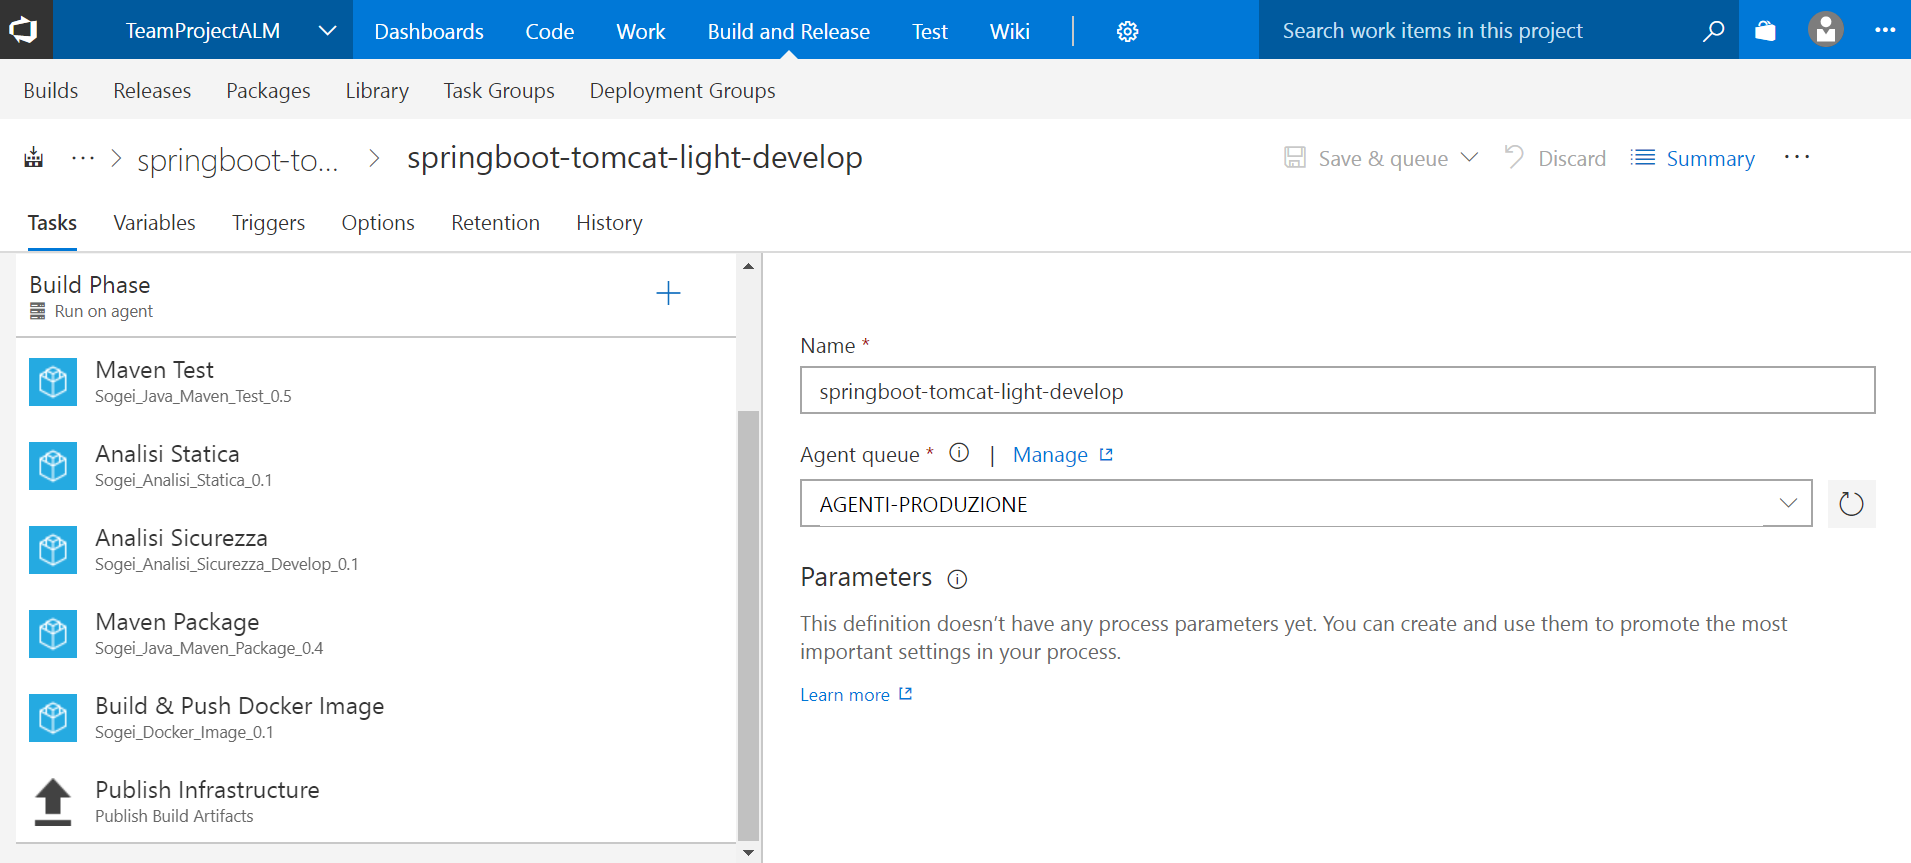 TeamProjectALM
Dashboards Code Work Build and Release Test Wiki
Search work items in this project
Builds Releases Packages Library Task Groups Deployment Groups
··· > springboot-to... > springboot-tomcat-light-develop
Save & queue Discard Summary ···
Tasks Variables Triggers Options Retention History
Build Phase
Run on agent
Maven Test
Sogei_Java_Maven_Test_0.5
Analisi Statica
Sogei_Analisi_Statica_0.1
Analisi Sicurezza
Sogei_Analisi_Sicurezza_Develop_0.1
Maven Package
Sogei_Java_Maven_Package_0.4
Build & Push Docker Image
Sogei_Docker_Image_0.1
Publish Infrastructure
Publish Build Artifacts
Name *
springboot-tomcat-light-develop
Agent queue * | Manage
AGENTI-PRODUZIONE
Parameters
This definition doesn't have any process parameters yet. You can create and use them to promote the most
important settings in your process.
Learn more